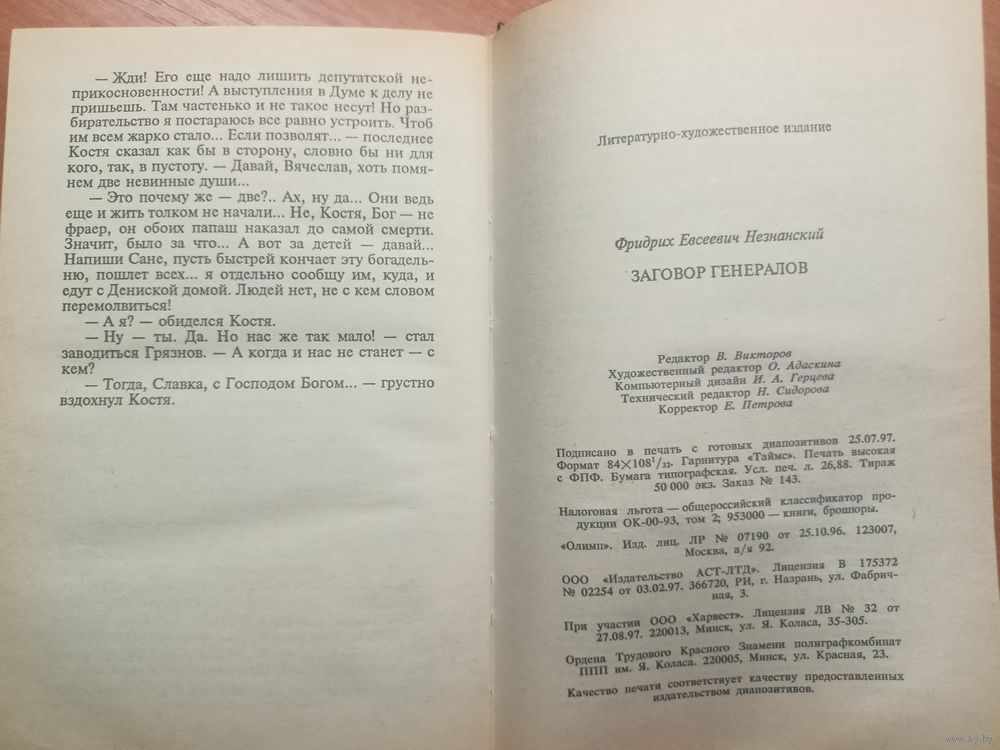 — Жди! Его еще надо лишить депутатской не-
прикосновенности! А выступления в Думе к делу не
пришьешь. Там частенько и не такое несут! Но раз-
бирательство я постараюсь все равно устроить. Чтоб
им всем жарко стало... Если позволят... — последнее
Костя сказал как бы в сторону, словно бы ни для
кого, так, в пустоту. — Давай, Вячеслав, хоть помя-
нем две невинные души...
— Это почему же — две?.. Ах, ну да... Они ведь
еще и жить толком не начали... Не, Костя, Бог — не
фраер, он обоих папаш наказал до самой смерти.
Значит, было за что... А вот за детей — давай...
Напиши Сане, пусть быстрей кончает эту богадель-
ню, пошлет всех... я отдельно сообщу им, куда, и
едут с Дениской домой. Людей нет, не с кем словом
перемолвиться!
— А я? — обиделся Костя.
— Ну — ты. Да. Но нас же так мало! — стал
заводиться Грязнов. — А когда и нас не станет — с
кем?
— Тогда, Славка, с Господом Богом... — грустно
вздохнул Костя.
Литературно-художественное издание
Фридрих Евсеевич Незнанский
ЗАГОВОР ГЕНЕРАЛОВ
Редактор В. Викторов
Художественный редактор О. Адаскина
Компьютерный дизайн И. А. Герцева
Технический редактор Н. Сидорова
Корректор Е. Петрова
Подписано в печать с готовых диапозитивов 25.07.97.
Формат 84×108¹/₃₂. Гарнитура «Таймс». Печать высокая
с ФПФ. Бумага типографская. Усл. печ. л. 26,88. Тираж
50 000 экз. Заказ № 143.
Налоговая льгота — общероссийский классификатор про-
дукции ОК-00-93, том 2; 953000 — книги, брошюры.
«Олимп». Изд. лиц. ЛР № 07190 от 25.10.96. 123007,
Москва, а/я 92.
ООО «Издательство АСТ-ЛТД». Лицензия В 175372
№ 02254 от 03.02.97. 366720, РИ, г. Назрань, ул. Фабрич-
ная, 3.
При участии ООО «Харвест». Лицензия ЛВ № 32 от
27.08.97. 220013, Минск, ул. Я. Коласа, 35-305.
Ордена Трудового Красного Знамени полиграфкомбинат
ППП им. Я. Коласа. 220005, Минск, ул. Красная, 23.
Качество печати соответствует качеству предоставленных
издательством диапозитивов.
www.ay.by